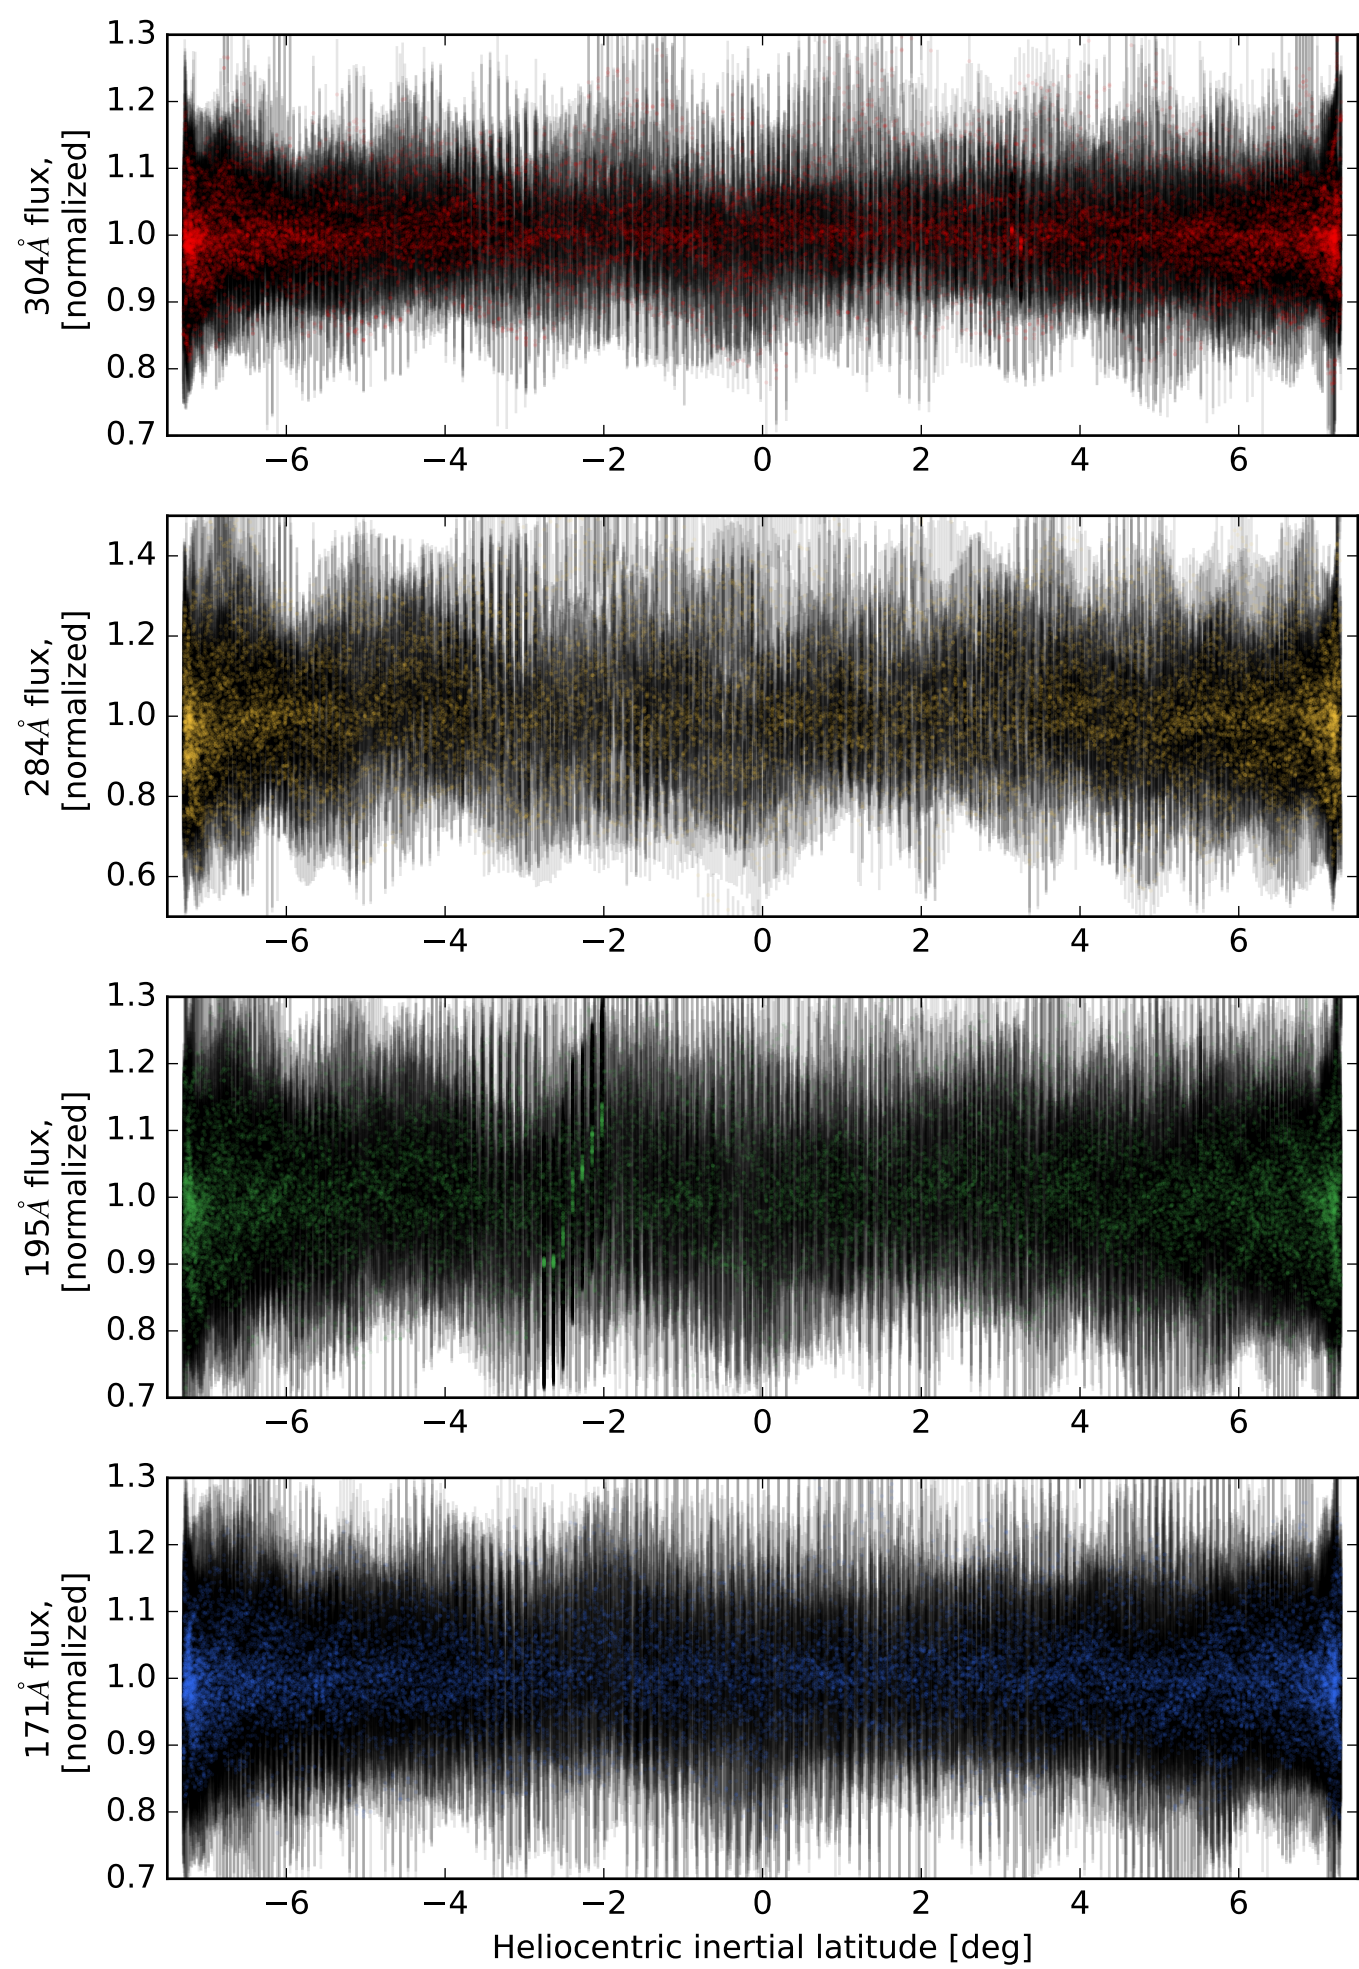 304Å flux,
[normalized]
1.3
1.2
1.1
1.0
0.9
0.8
0.7
−6 −4 −2 0 2 4 6
284Å flux,
[normalized]
1.4
1.2
1.0
0.8
0.6
−6 −4 −2 0 2 4 6
195Å flux,
[normalized]
1.3
1.2
1.1
1.0
0.9
0.8
0.7
−6 −4 −2 0 2 4 6
171Å flux,
[normalized]
1.3
1.2
1.1
1.0
0.9
0.8
0.7
−6 −4 −2 0 2 4 6
Heliocentric inertial latitude [deg]